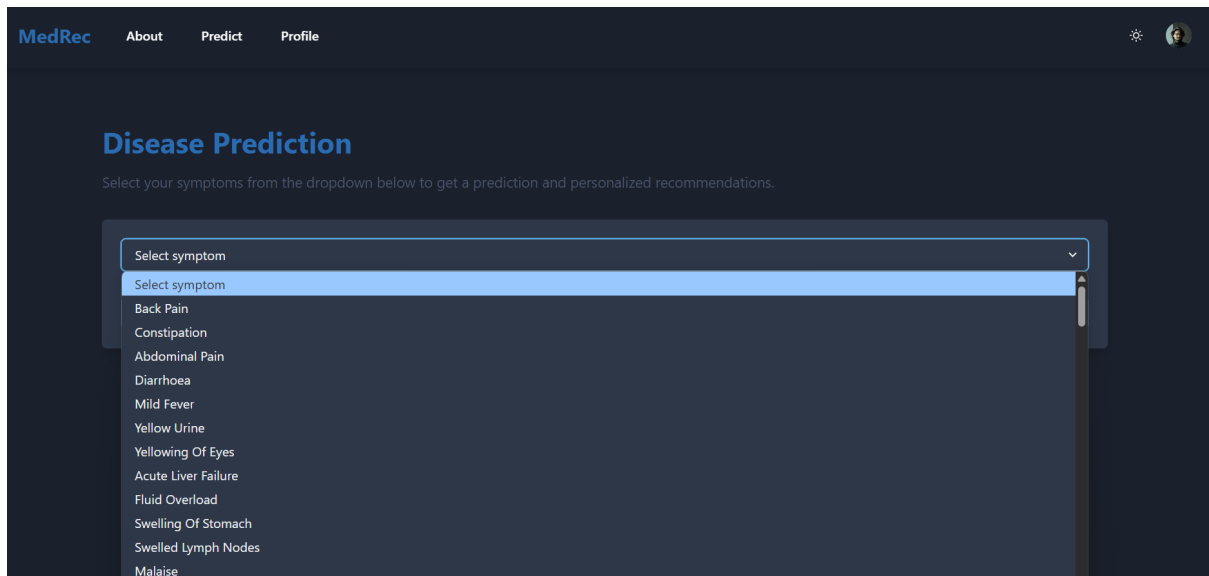 MedRec About Predict Profile
Disease Prediction
Select your symptoms from the dropdown below to get a prediction and personalized recommendations.
Select symptom
Select symptom
Back Pain
Constipation
Abdominal Pain
Diarrhoea
Mild Fever
Yellow Urine
Yellowing Of Eyes
Acute Liver Failure
Fluid Overload
Swelling Of Stomach
Swelled Lymph Nodes
Malaise